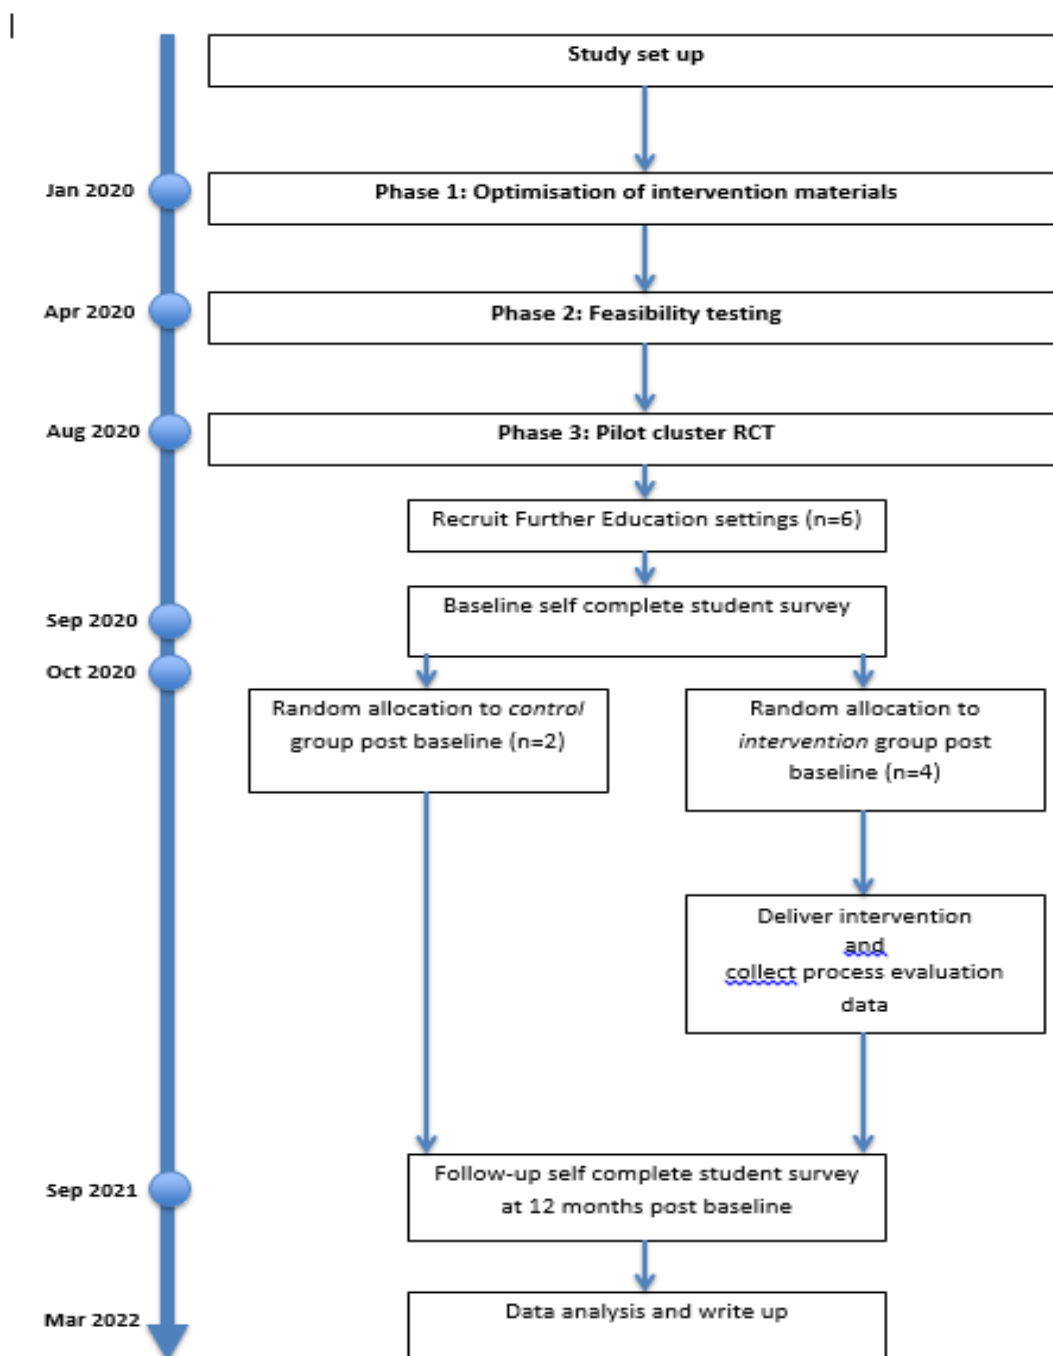 Study set up
Jan 2020
Phase 1: Optimisation of intervention materials
Apr 2020
Phase 2: Feasibility testing
Aug 2020
Phase 3: Pilot cluster RCT
Recruit Further Education settings (n=6)
Baseline self complete student survey
Sep 2020
Oct 2020
Random allocation to control
group post baseline (n=2)
Random allocation to
intervention group post
baseline (n=4)
Deliver intervention
and
collect process evaluation
data
Sep 2021
Follow-up self complete student survey
at 12 months post baseline
Mar 2022
Data analysis and write up